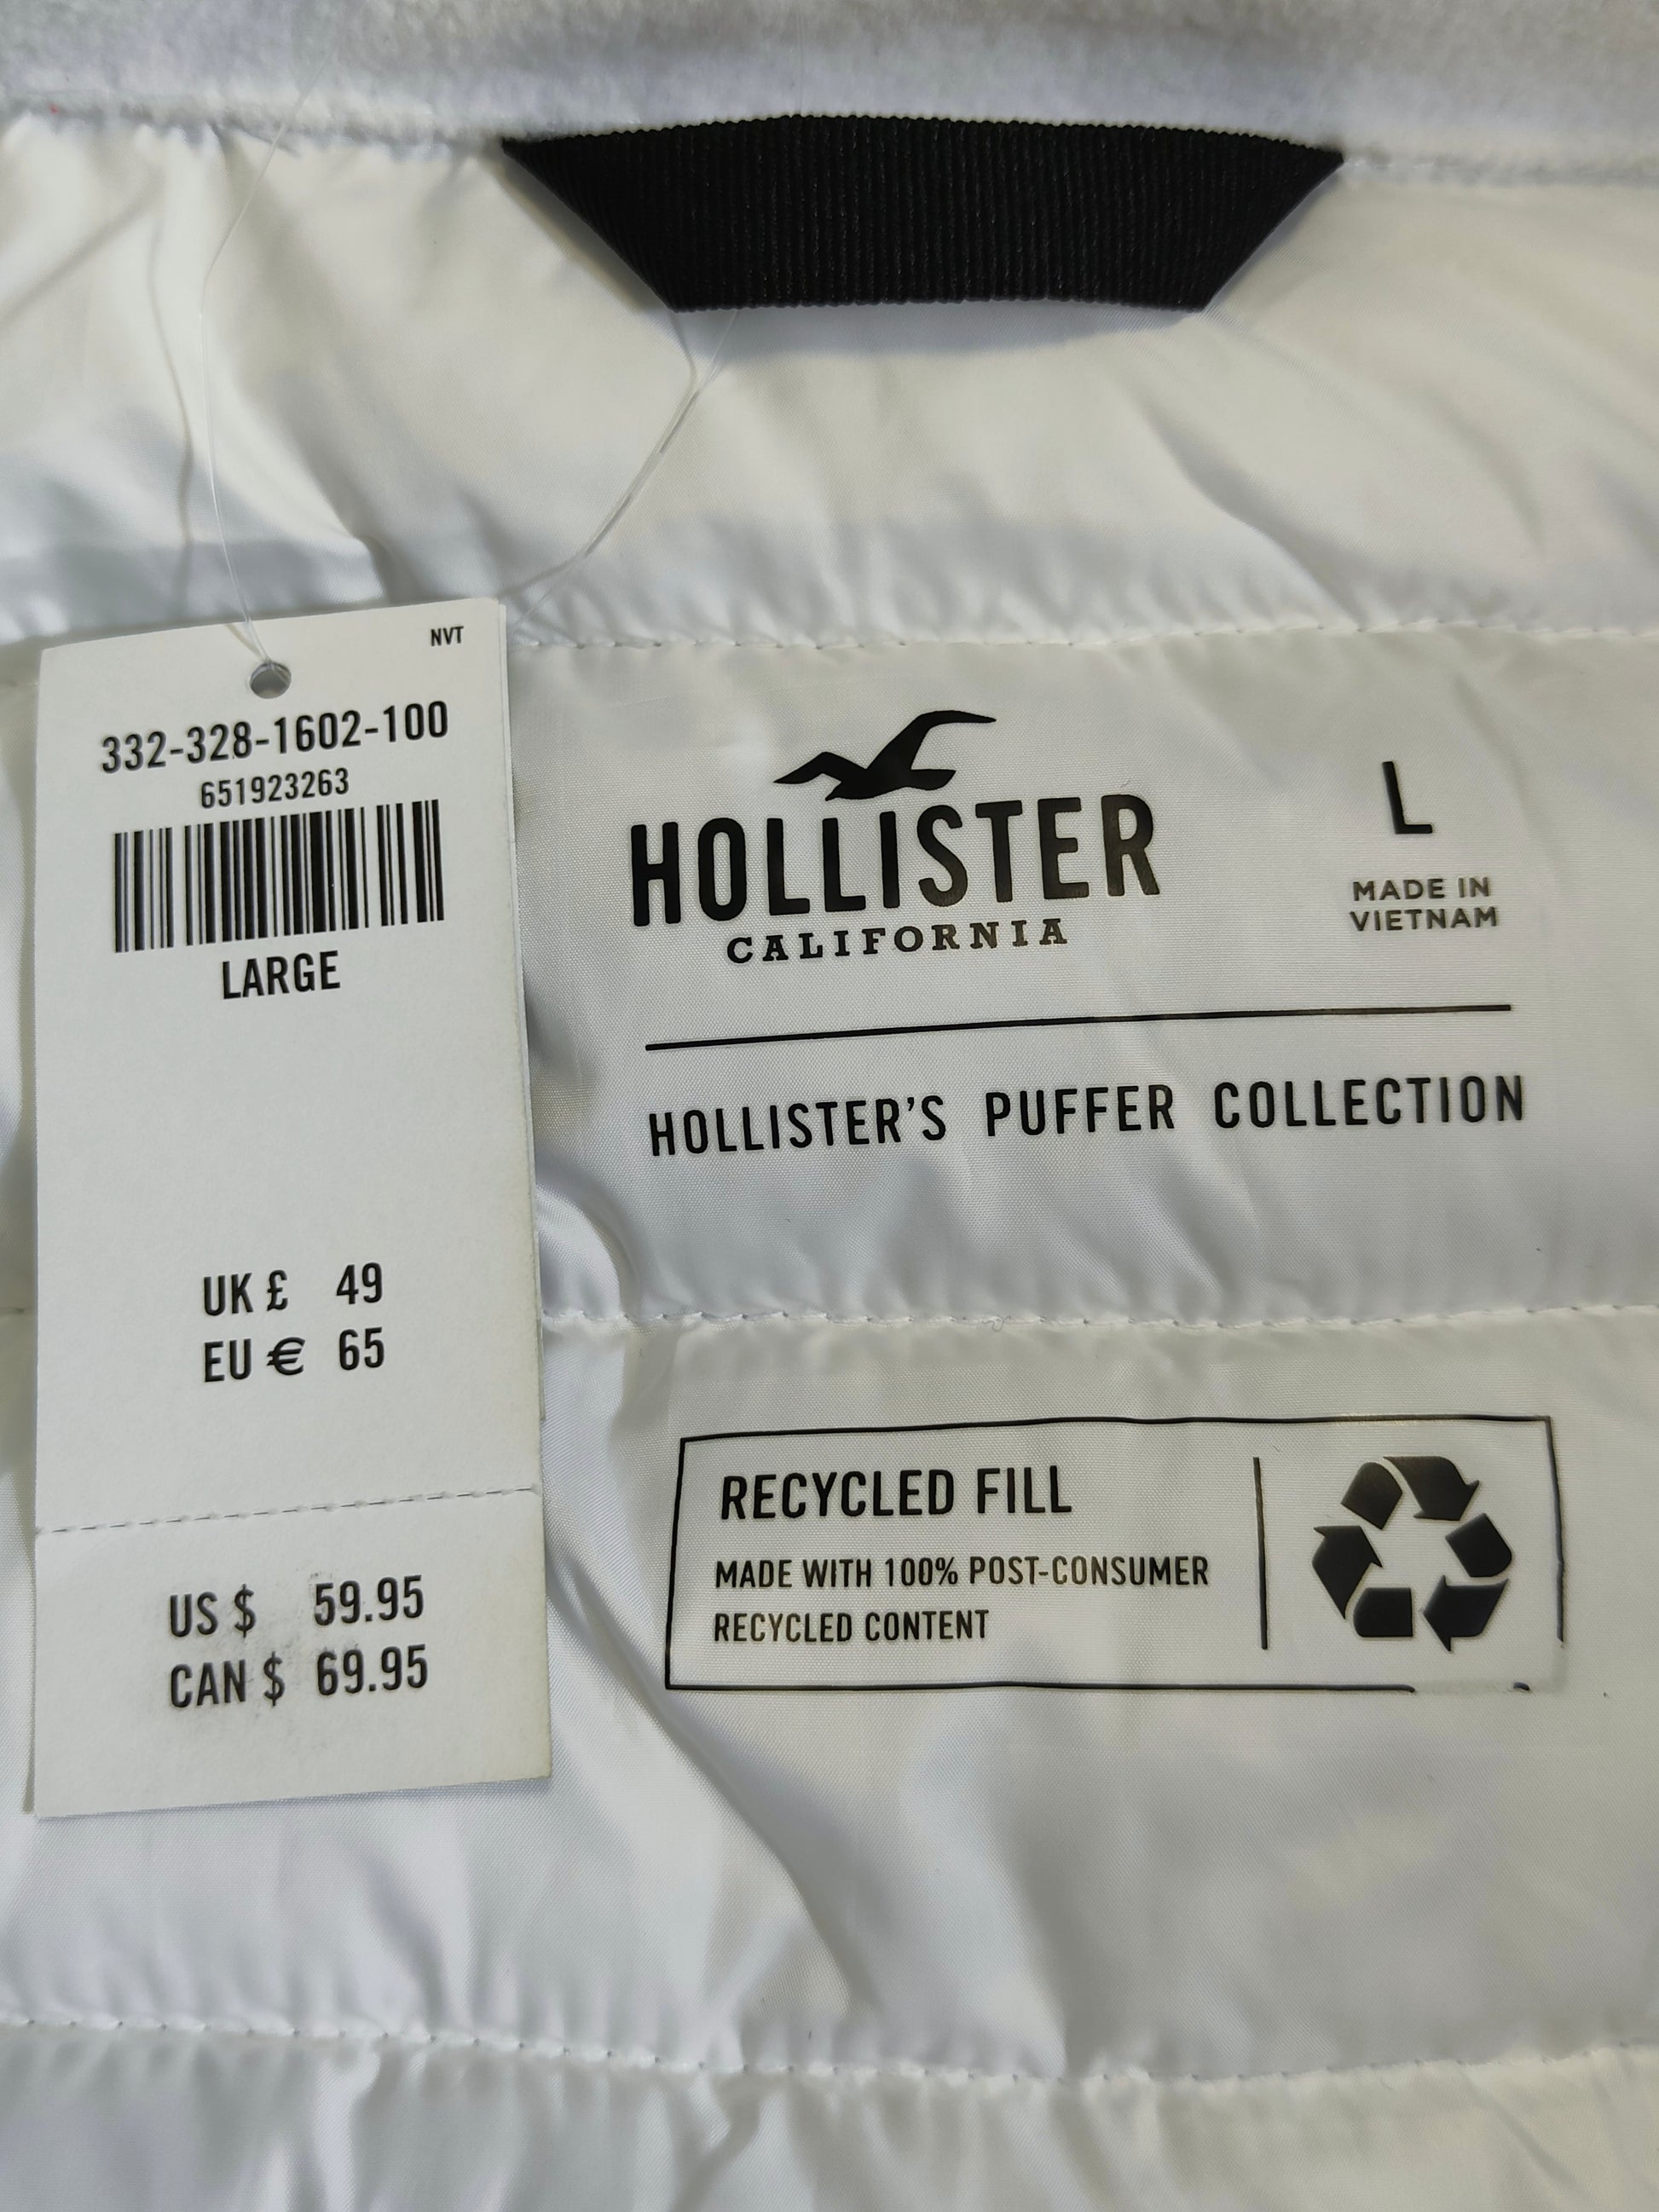 NVT
332-328-1602-100
651923263
LARGE
UK £ 49
EU € 65
US $ 59.95
CAN $ 69.95
HOLLISTER
CALIFORNIA
L
MADE IN
VIETNAM
HOLLISTER'S PUFFER COLLECTION
RECYCLED FILL
MADE WITH 100% POST-CONSUMER
RECYCLED CONTENT